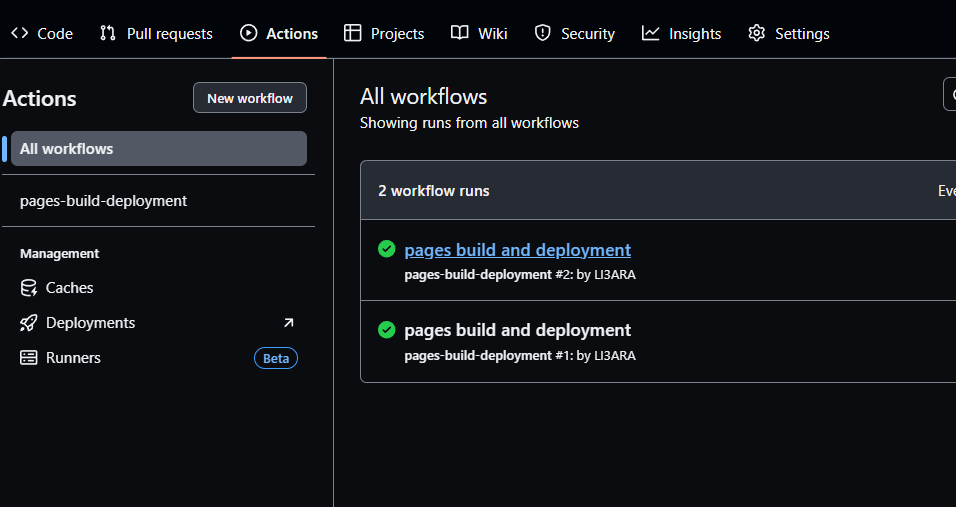 Code Pull requests Actions Projects Wiki Security Insights Settings
Actions
New workflow
All workflows
pages-build-deployment
Management
Caches
Deployments
Runners Beta
All workflows
Showing runs from all workflows
2 workflow runs
pages build and deployment
pages-build-deployment #2: by LI3ARA
pages build and deployment
pages-build-deployment #1: by LI3ARA